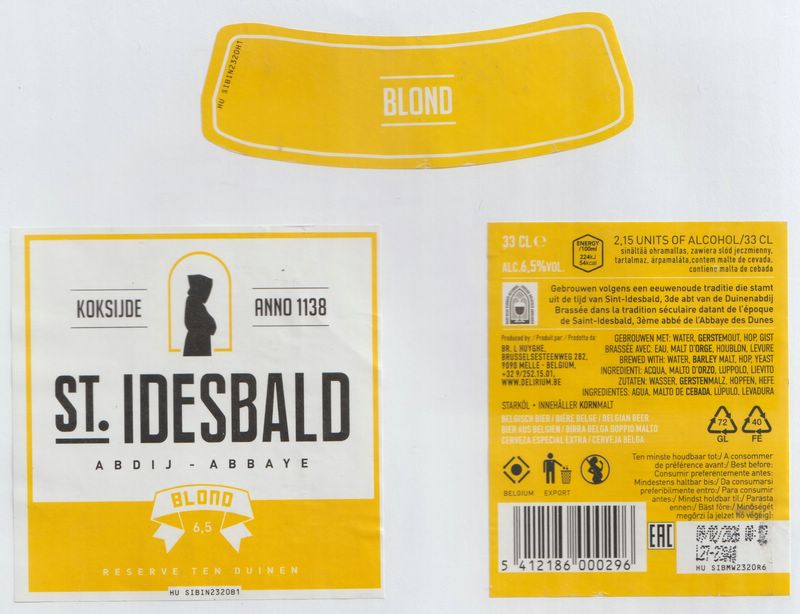 HU SIBIN2320H1
BLOND
KOKSIJDE
ANNO 1138
ST. IDESBALD
ABDIJ - ABBAYE
BLOND
6,5
RESERVE TEN DUINEN
HU SIBIN2320B1
33 CL e
ALC.6,5%VOL.
ENERGY
/100ml
224kJ
54kcal
2,15 UNITS OF ALCOHOL/33 CL
sisältää ohramallas, zawiera słód jęczmienny,
tartalmaz, árpamaláta,contem malte de cevada,
contiene malta de cebada
Gebrouwen volgens een eeuwenoude traditie die stamt
uit de tijd van Sint-Idesbald, 3de abt van de Duinenabdij
Brassée dans la tradition séculaire datant de l'époque
de Saint-Idesbald, 3ème abbé de l'Abbaye des Dunes
Produced by:/ Produit par:/ Prodotta da:
BR. L HUYGHE,
BRUSSELSESTEENWEG 282,
9090 MELLE - BELGIUM,
+32 9/252.15.01,
WWW.DELIRIUM.BE
GEBROUWEN MET: WATER, GERSTEMOUT, HOP, GIST
BRASSÉE AVEC: EAU, MALT D'ORGE, HOUBLON, LEVURE
BREWED WITH: WATER, BARLEY MALT, HOP, YEAST
INGREDIENTI: ACQUA, MALTO D'ORZO, LUPPOLO, LIEVITO
ZUTATEN: WASSER, GERSTENMALZ, HOPFEN, HEFE
INGREDIENTES: AGUA, MALTO DE CEBADA, LÚPULO, LEVADURA
STARKÖL • INNEHÅLLER KORNMALT
BELGISCH BIER / BIÈRE BELGE / BELGIAN BEER
BIER AUS BELGIEN / BIRRA BELGA DOPPIO MALTO
CERVEZA ESPECIAL EXTRA / CERVEJA BELGA
72
GL
40
FE
BELGIUM
EXPORT
Ten minste houdbaar tot:/ A consommer
de préférence avant:/ Best before:
Consumir preferentemente antes:
Mindestens haltbar bis:/ Da consumarsi
preferibilmente entro:/ Para consumir
antes:/ Mindst holdbar til:/ Parasta
ennen:/ Bäst före:/ Minőségét
megőrzi (a jelzet hó végéig):
5 412186 000296
EAC
HU SIBMW2320R6